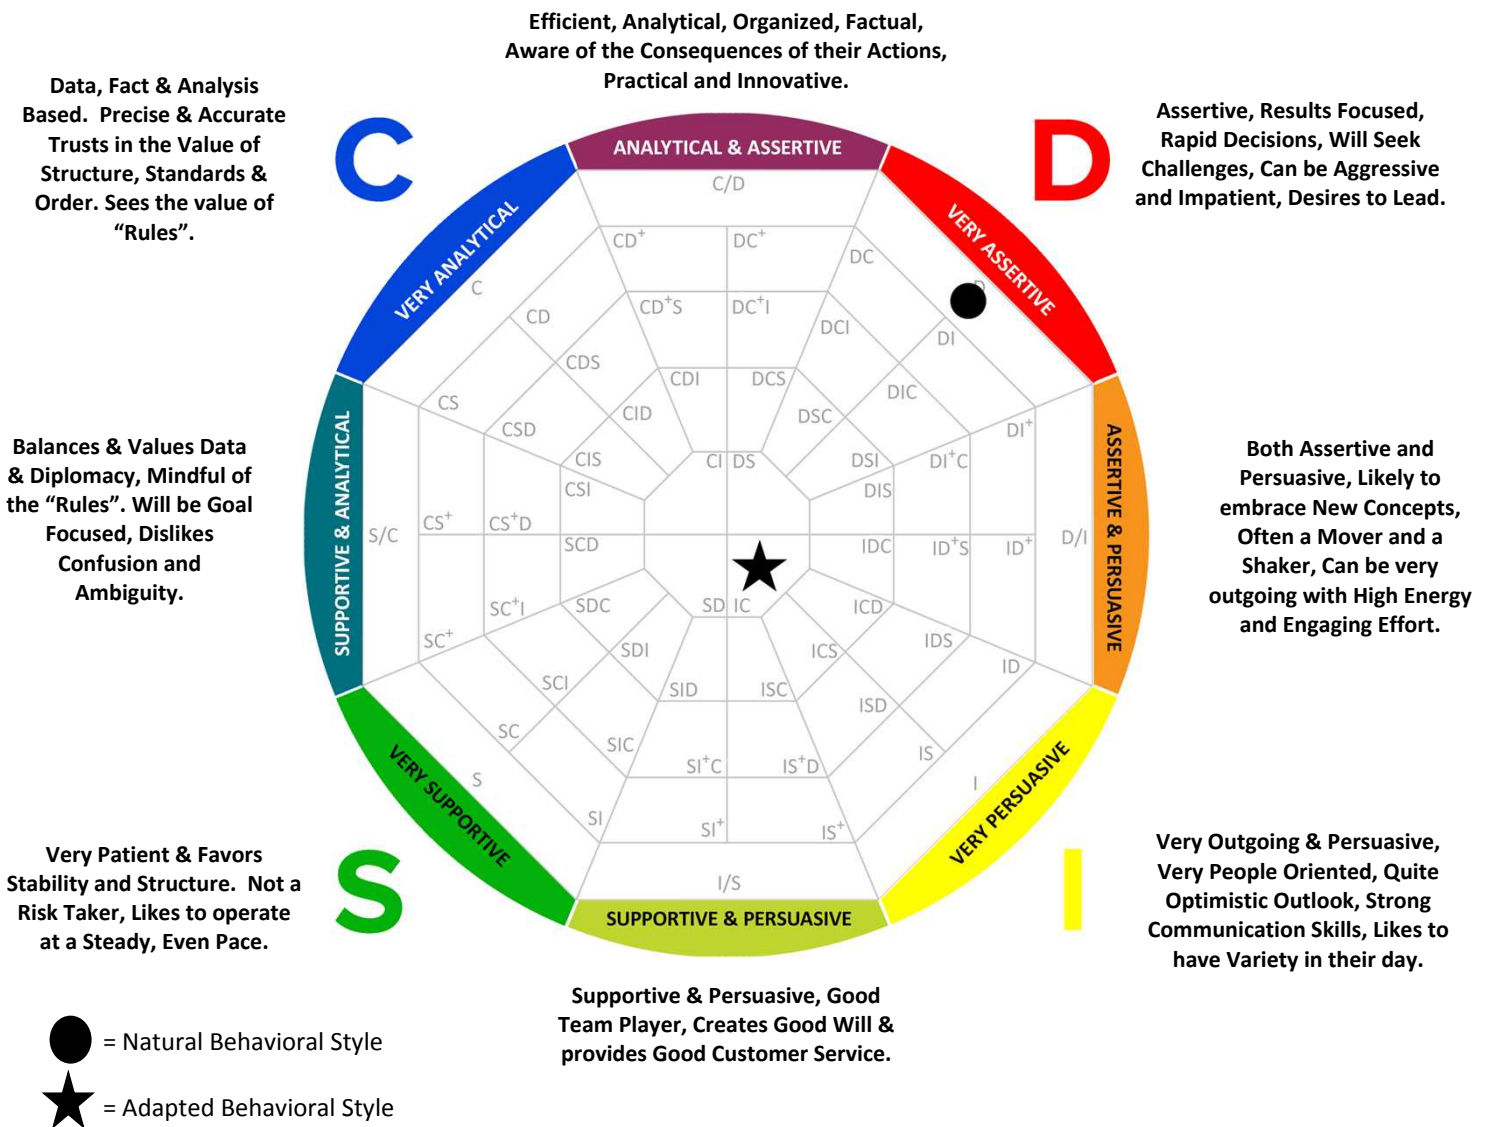 Efficient, Analytical, Organized, Factual,
Aware of the Consequences of their Actions,
Practical and Innovative.
Data, Fact & Analysis
Based.  Precise & Accurate
Trusts in the Value of
Structure, Standards &
Order. Sees the value of
“Rules”.
C
D
Assertive, Results Focused,
Rapid Decisions, Will Seek
Challenges, Can be Aggressive
and Impatient, Desires to Lead.
ANALYTICAL & ASSERTIVE
VERY ANALYTICAL
VERY ASSERTIVE
C/D
CD+
DC+
DC
C
D
CD
CD+S
DC+I
DCI
DI
CDS
CDI
DCS
DIC
CS
CID
DSC
CSD
DI+
CIS
CI
DS
DSI
DI+C
CSI
DIS
Balances & Values Data
& Diplomacy, Mindful of
the “Rules”. Will be Goal
Focused, Dislikes
Confusion and
Ambiguity.
SUPPORTIVE & ANALYTICAL
S/C
CS+
CS+D
SCD
IDC
ID+S
ID+
D/I
ASSERTIVE & PERSUASIVE
Both Assertive and
Persuasive, Likely to
embrace New Concepts,
Often a Mover and a
Shaker, Can be very
outgoing with High Energy
and Engaging Effort.
SC+I
SDC
SD
IC
ICD
SC+
SDI
ICS
IDS
SCI
SID
ISC
ISD
ID
SC
SIC
SI+C
IS+D
IS
S
I
SI
SI+
IS+
VERY SUPPORTIVE
VERY PERSUASIVE
I/S
SUPPORTIVE & PERSUASIVE
Very Patient & Favors
Stability and Structure.  Not a
Risk Taker, Likes to operate
at a Steady, Even Pace.
S
I
Very Outgoing & Persuasive,
Very People Oriented, Quite
Optimistic Outlook, Strong
Communication Skills, Likes to
have Variety in their day.
Supportive & Persuasive, Good
Team Player, Creates Good Will &
provides Good Customer Service.
= Natural Behavioral Style
= Adapted Behavioral Style